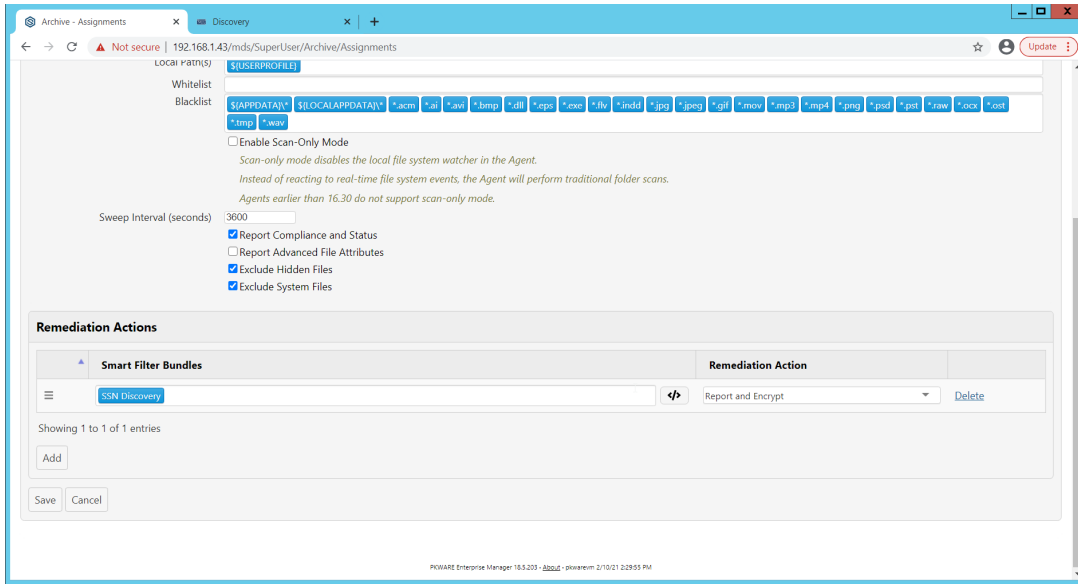 Archive - Assignments
Discovery
Not secure | 192.168.1.43/mds/SuperUser/Archive/Assignments
Update
Local Path(s) ${USERPROFILE}
Whitelist
Blacklist ${APPDATA}\* ${LOCALAPPDATA}\* *.acm *.ai *.avi *.bmp *.dll *.eps *.exe *.flv *.indd *.jpg *.jpeg *.gif *.mov *.mp3 *.mp4 *.png *.psd *.pst *.raw *.ocx *.ost
*.tmp *.wav
Enable Scan-Only Mode
Scan-only mode disables the local file system watcher in the Agent.
Instead of reacting to real-time file system events, the Agent will perform traditional folder scans.
Agents earlier than 16.30 do not support scan-only mode.
Sweep Interval (seconds) 3600
Report Compliance and Status
Report Advanced File Attributes
Exclude Hidden Files
Exclude System Files
Remediation Actions
Smart Filter Bundles Remediation Action
SSN Discovery </> Report and Encrypt Delete
Showing 1 to 1 of 1 entries
Add
Save Cancel
PKWARE Enterprise Manager 18.5.203 - About - pkwarevm 2/10/21 2:29:55 PM